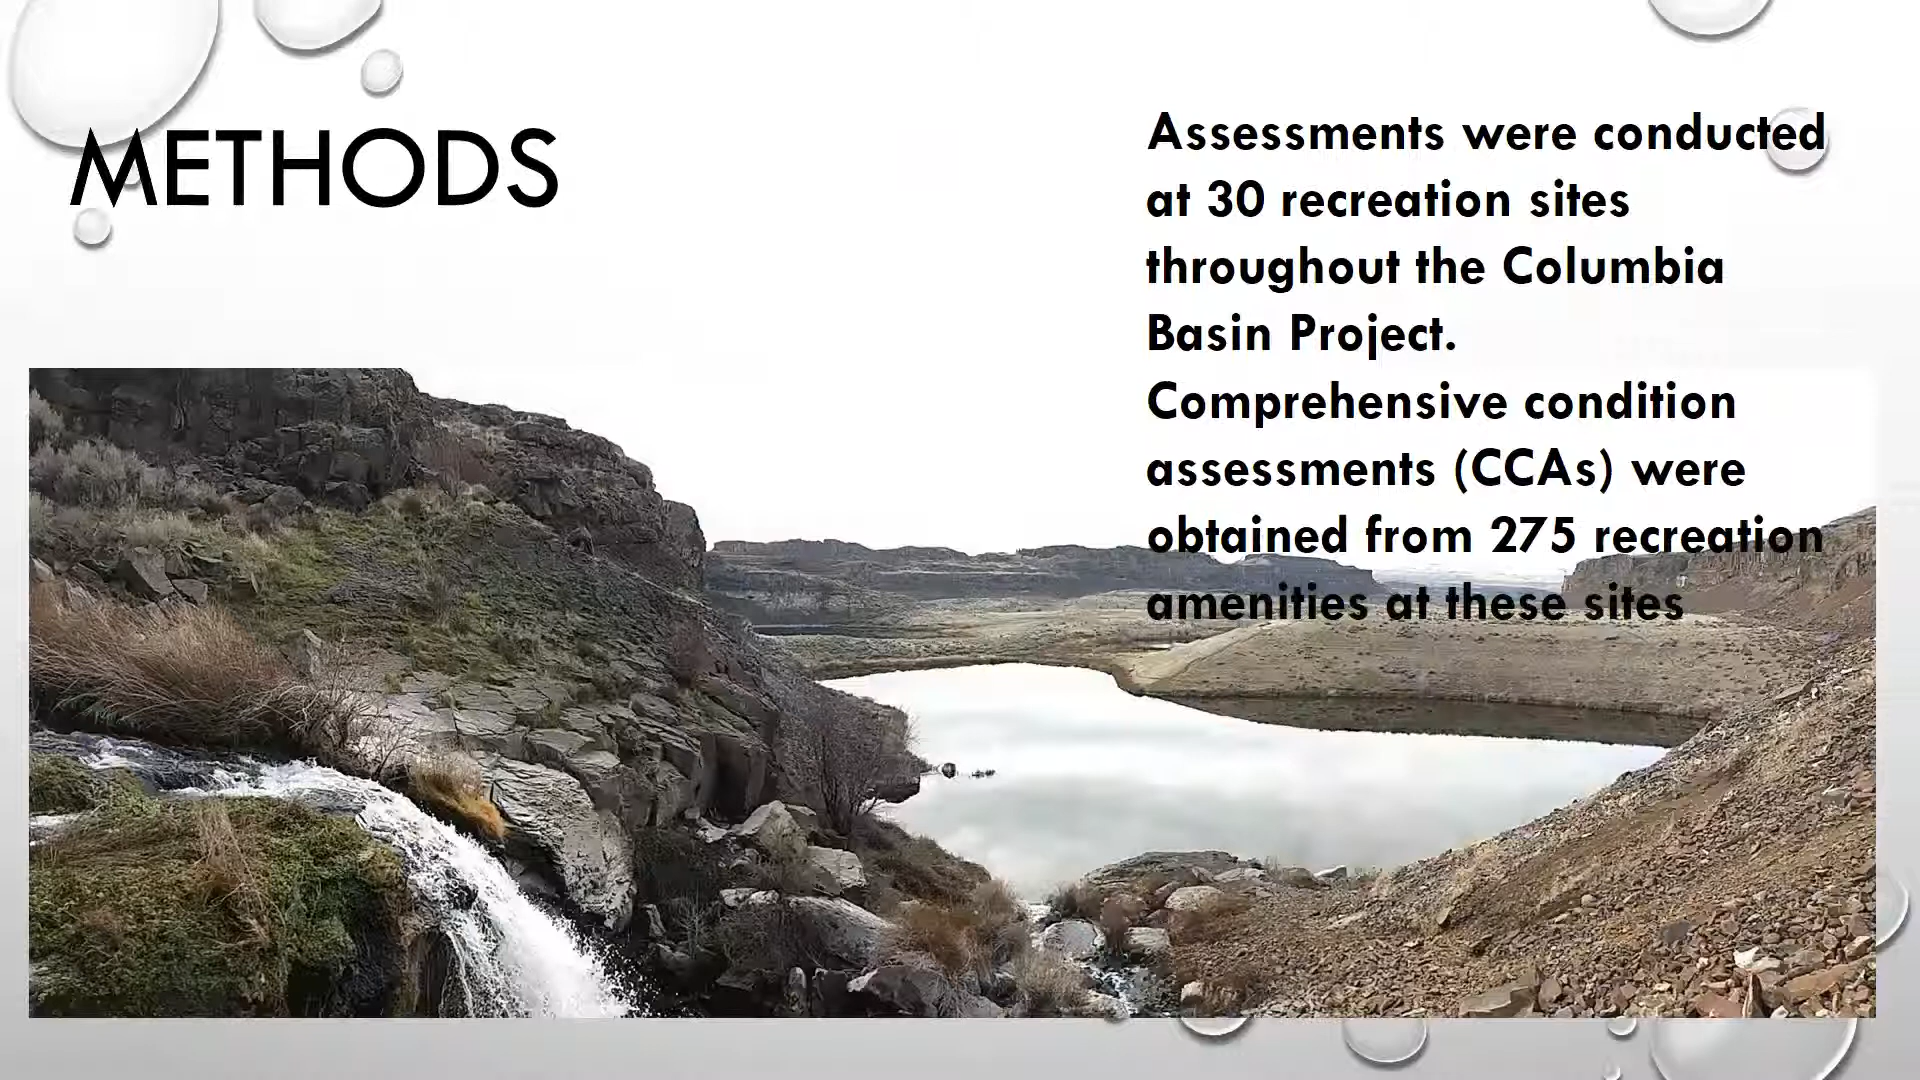 METHODS
Assessments were conducted
at 30 recreation sites
throughout the Columbia
Basin Project.
Comprehensive condition
assessments (CCAs) were
obtained from 275 recreation
amenities at these sites